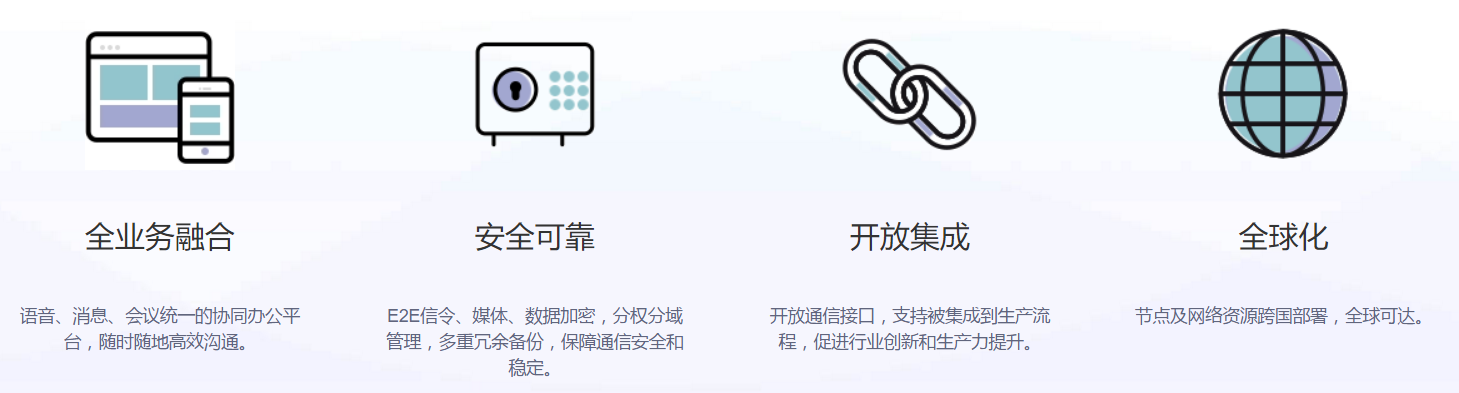 全业务融合
语音、消息、会议统一的协同办公平
台，随时随地高效沟通。
安全可靠
E2E信令、媒体、数据加密，分权分域
管理，多重冗余备份，保障通信安全和
稳定。
开放集成
开放通信接口，支持被集成到生产流
程，促进行业创新和生产力提升。
全球化
节点及网络资源跨国部署，全球可达。